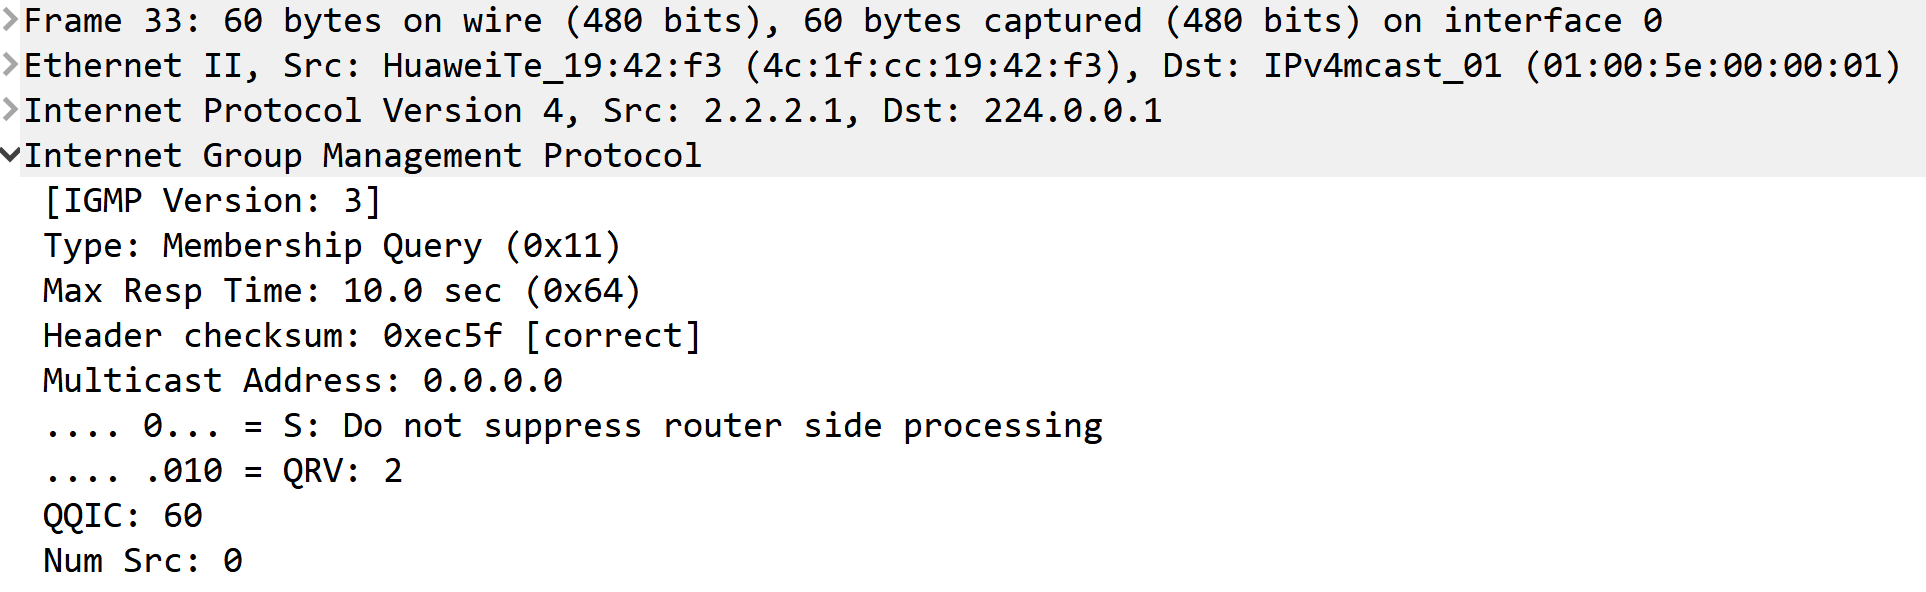 Frame 33: 60 bytes on wire (480 bits), 60 bytes captured (480 bits) on interface 0
Ethernet II, Src: HuaweiTe_19:42:f3 (4c:1f:cc:19:42:f3), Dst: IPv4mcast_01 (01:00:5e:00:00:01)
Internet Protocol Version 4, Src: 2.2.2.1, Dst: 224.0.0.1
Internet Group Management Protocol
[IGMP Version: 3]
Type: Membership Query (0x11)
Max Resp Time: 10.0 sec (0x64)
Header checksum: 0xec5f [correct]
Multicast Address: 0.0.0.0
.... 0... = S: Do not suppress router side processing
.... .010 = QRV: 2
QQIC: 60
Num Src: 0